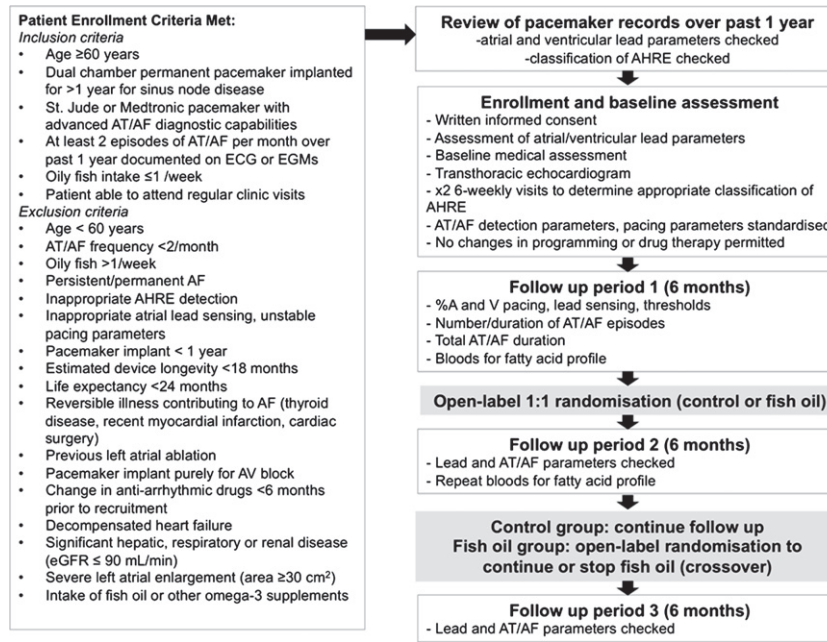 Patient Enrollment Criteria Met:
Inclusion criteria
• Age ≥60 years
• Dual chamber permanent pacemaker implanted
for >1 year for sinus node disease
• St. Jude or Medtronic pacemaker with
advanced AT/AF diagnostic capabilities
• At least 2 episodes of AT/AF per month over
past 1 year documented on ECG or EGMs
• Oily fish intake ≤1 /week
• Patient able to attend regular clinic visits
Exclusion criteria
• Age < 60 years
• AT/AF frequency <2/month
• Oily fish >1/week
• Persistent/permanent AF
• Inappropriate AHRE detection
• Inappropriate atrial lead sensing, unstable
pacing parameters
• Pacemaker implant < 1 year
• Estimated device longevity <18 months
• Life expectancy <24 months
• Reversible illness contributing to AF (thyroid
disease, recent myocardial infarction, cardiac
surgery)
• Previous left atrial ablation
• Pacemaker implant purely for AV block
• Change in anti-arrhythmic drugs <6 months
prior to recruitment
• Decompensated heart failure
• Significant hepatic, respiratory or renal disease
(eGFR ≤ 90 mL/min)
• Severe left atrial enlargement (area ≥30 cm²)
• Intake of fish oil or other omega-3 supplements
Review of pacemaker records over past 1 year
-atrial and ventricular lead parameters checked
-classification of AHRE checked
Enrollment and baseline assessment
- Written informed consent
- Assessment of atrial/ventricular lead parameters
- Baseline medical assessment
- Transthoracic echocardiogram
- x2 6-weekly visits to determine appropriate classification of
AHRE
- AT/AF detection parameters, pacing parameters standardised
- No changes in programming or drug therapy permitted
Follow up period 1 (6 months)
- %A and V pacing, lead sensing, thresholds
- Number/duration of AT/AF episodes
- Total AT/AF duration
- Bloods for fatty acid profile
Open-label 1:1 randomisation (control or fish oil)
Follow up period 2 (6 months)
- Lead and AT/AF parameters checked
- Repeat bloods for fatty acid profile
Control group: continue follow up
Fish oil group: open-label randomisation to
continue or stop fish oil (crossover)
Follow up period 3 (6 months)
- Lead and AT/AF parameters checked